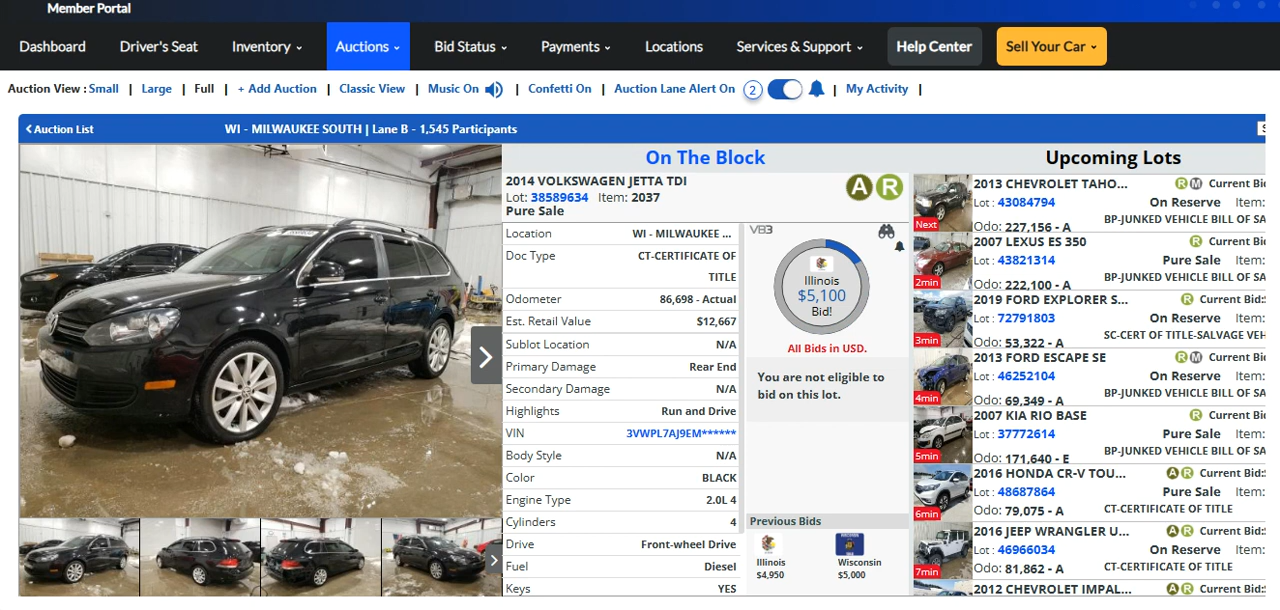 Member Portal
Dashboard Driver's Seat Inventory Auctions Bid Status Payments Locations Services & Support Help Center Sell Your Car
Auction View : Small | Large | Full | + Add Auction | Classic View | Music On | Confetti On | Auction Lane Alert On 2 | My Activity |
Auction List WI - MILWAUKEE SOUTH | Lane B - 1,545 Participants
On The Block
2014 VOLKSWAGEN JETTA TDI
Lot: 38589634 Item: 2037
Pure Sale
A R
Location WI - MILWAUKEE ...
Doc Type CT-CERTIFICATE OF
TITLE
Odometer 86,698 - Actual
Est. Retail Value $12,667
Sublot Location N/A
Primary Damage Rear End
Secondary Damage N/A
Highlights Run and Drive
VIN 3VWPL7AJ9EM******
Body Style N/A
Color BLACK
Engine Type 2.0L 4
Cylinders 4
Drive Front-wheel Drive
Fuel Diesel
Keys YES
VB3
Illinois
$5,100
Bid!
All Bids in USD.
You are not eligible to
bid on this lot.
Previous Bids
Illinois
$4,950
WISCONSIN
Wisconsin
$5,000
Upcoming Lots
2013 CHEVROLET TAHO... R M Current Bid
Lot : 43084794 On Reserve Item:
BP-JUNKED VEHICLE BILL OF SA
Next Odo: 227,156 - A
2007 LEXUS ES 350 R Current Bid
Lot : 43821314 Pure Sale Item:
BP-JUNKED VEHICLE BILL OF SA
2min Odo: 222,100 - A
2019 FORD EXPLORER S... R Current Bid:
Lot : 72791803 On Reserve Item:
SC-CERT OF TITLE-SALVAGE VEH
3min Odo: 53,322 - A
2013 FORD ESCAPE SE R M Current Bid
Lot : 46252104 On Reserve Item:
BP-JUNKED VEHICLE BILL OF SA
4min Odo: 69,349 - A
2007 KIA RIO BASE R Current Bid
Lot : 37772614 Pure Sale Item:
BP-JUNKED VEHICLE BILL OF SA
5min Odo: 171,640 - E
2016 HONDA CR-V TOU... A R Current Bid:
Lot : 48687864 Pure Sale Item:
CT-CERTIFICATE OF TITLE
6min Odo: 79,075 - A
2016 JEEP WRANGLER U... A R Current Bid:
Lot : 46966034 On Reserve Item:
CT-CERTIFICATE OF TITLE
7min Odo: 81,862 - A
2012 CHEVROLET IMPAL... A R Current Bid: